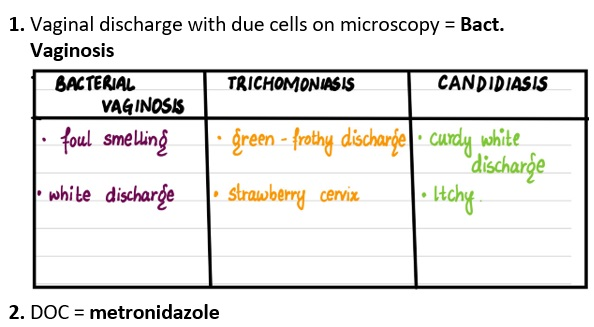 1. Vaginal discharge with due cells on microscopy = Bact.
Vaginosis
BACTERIAL
VAGINOSIS
TRICHOMONIASIS
CANDIDIASIS
• foul smelling
• green - frothy discharge
• curdy white
discharge
• white discharge
• strawberry cervix
• Itchy.
2. DOC = metronidazole